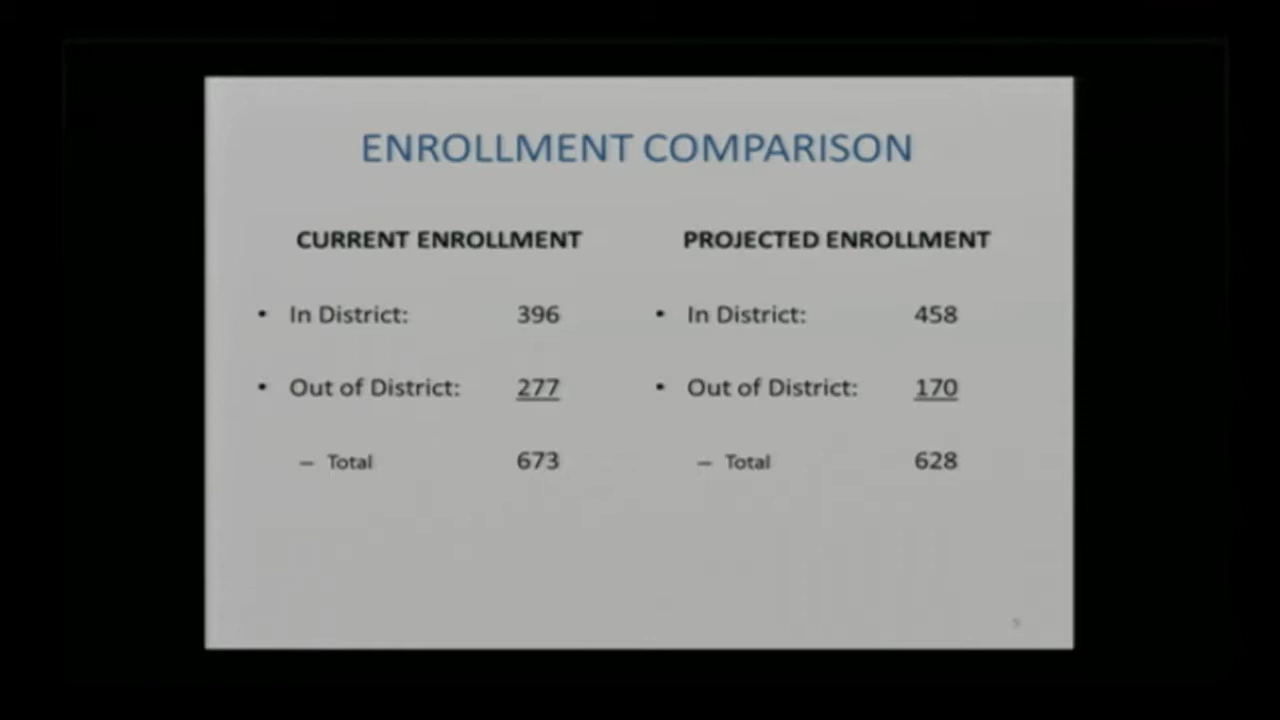 ENROLLMENT COMPARISON
CURRENT ENROLLMENT
• In District: 396
• Out of District: 277
– Total 673
PROJECTED ENROLLMENT
• In District: 458
• Out of District: 170
– Total 628